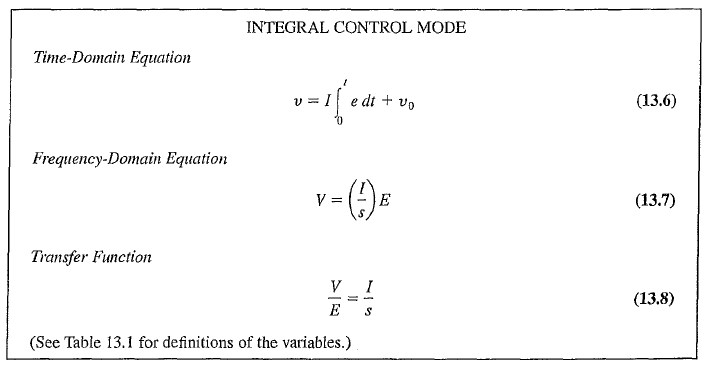 INTEGRAL CONTROL MODE
Time-Domain Equation
v = I ∫₀ᵗ e dt + v₀ (13.6)
Frequency-Domain Equation
V = (I/s) E (13.7)
Transfer Function
V/E = I/s (13.8)
(See Table 13.1 for definitions of the variables.)